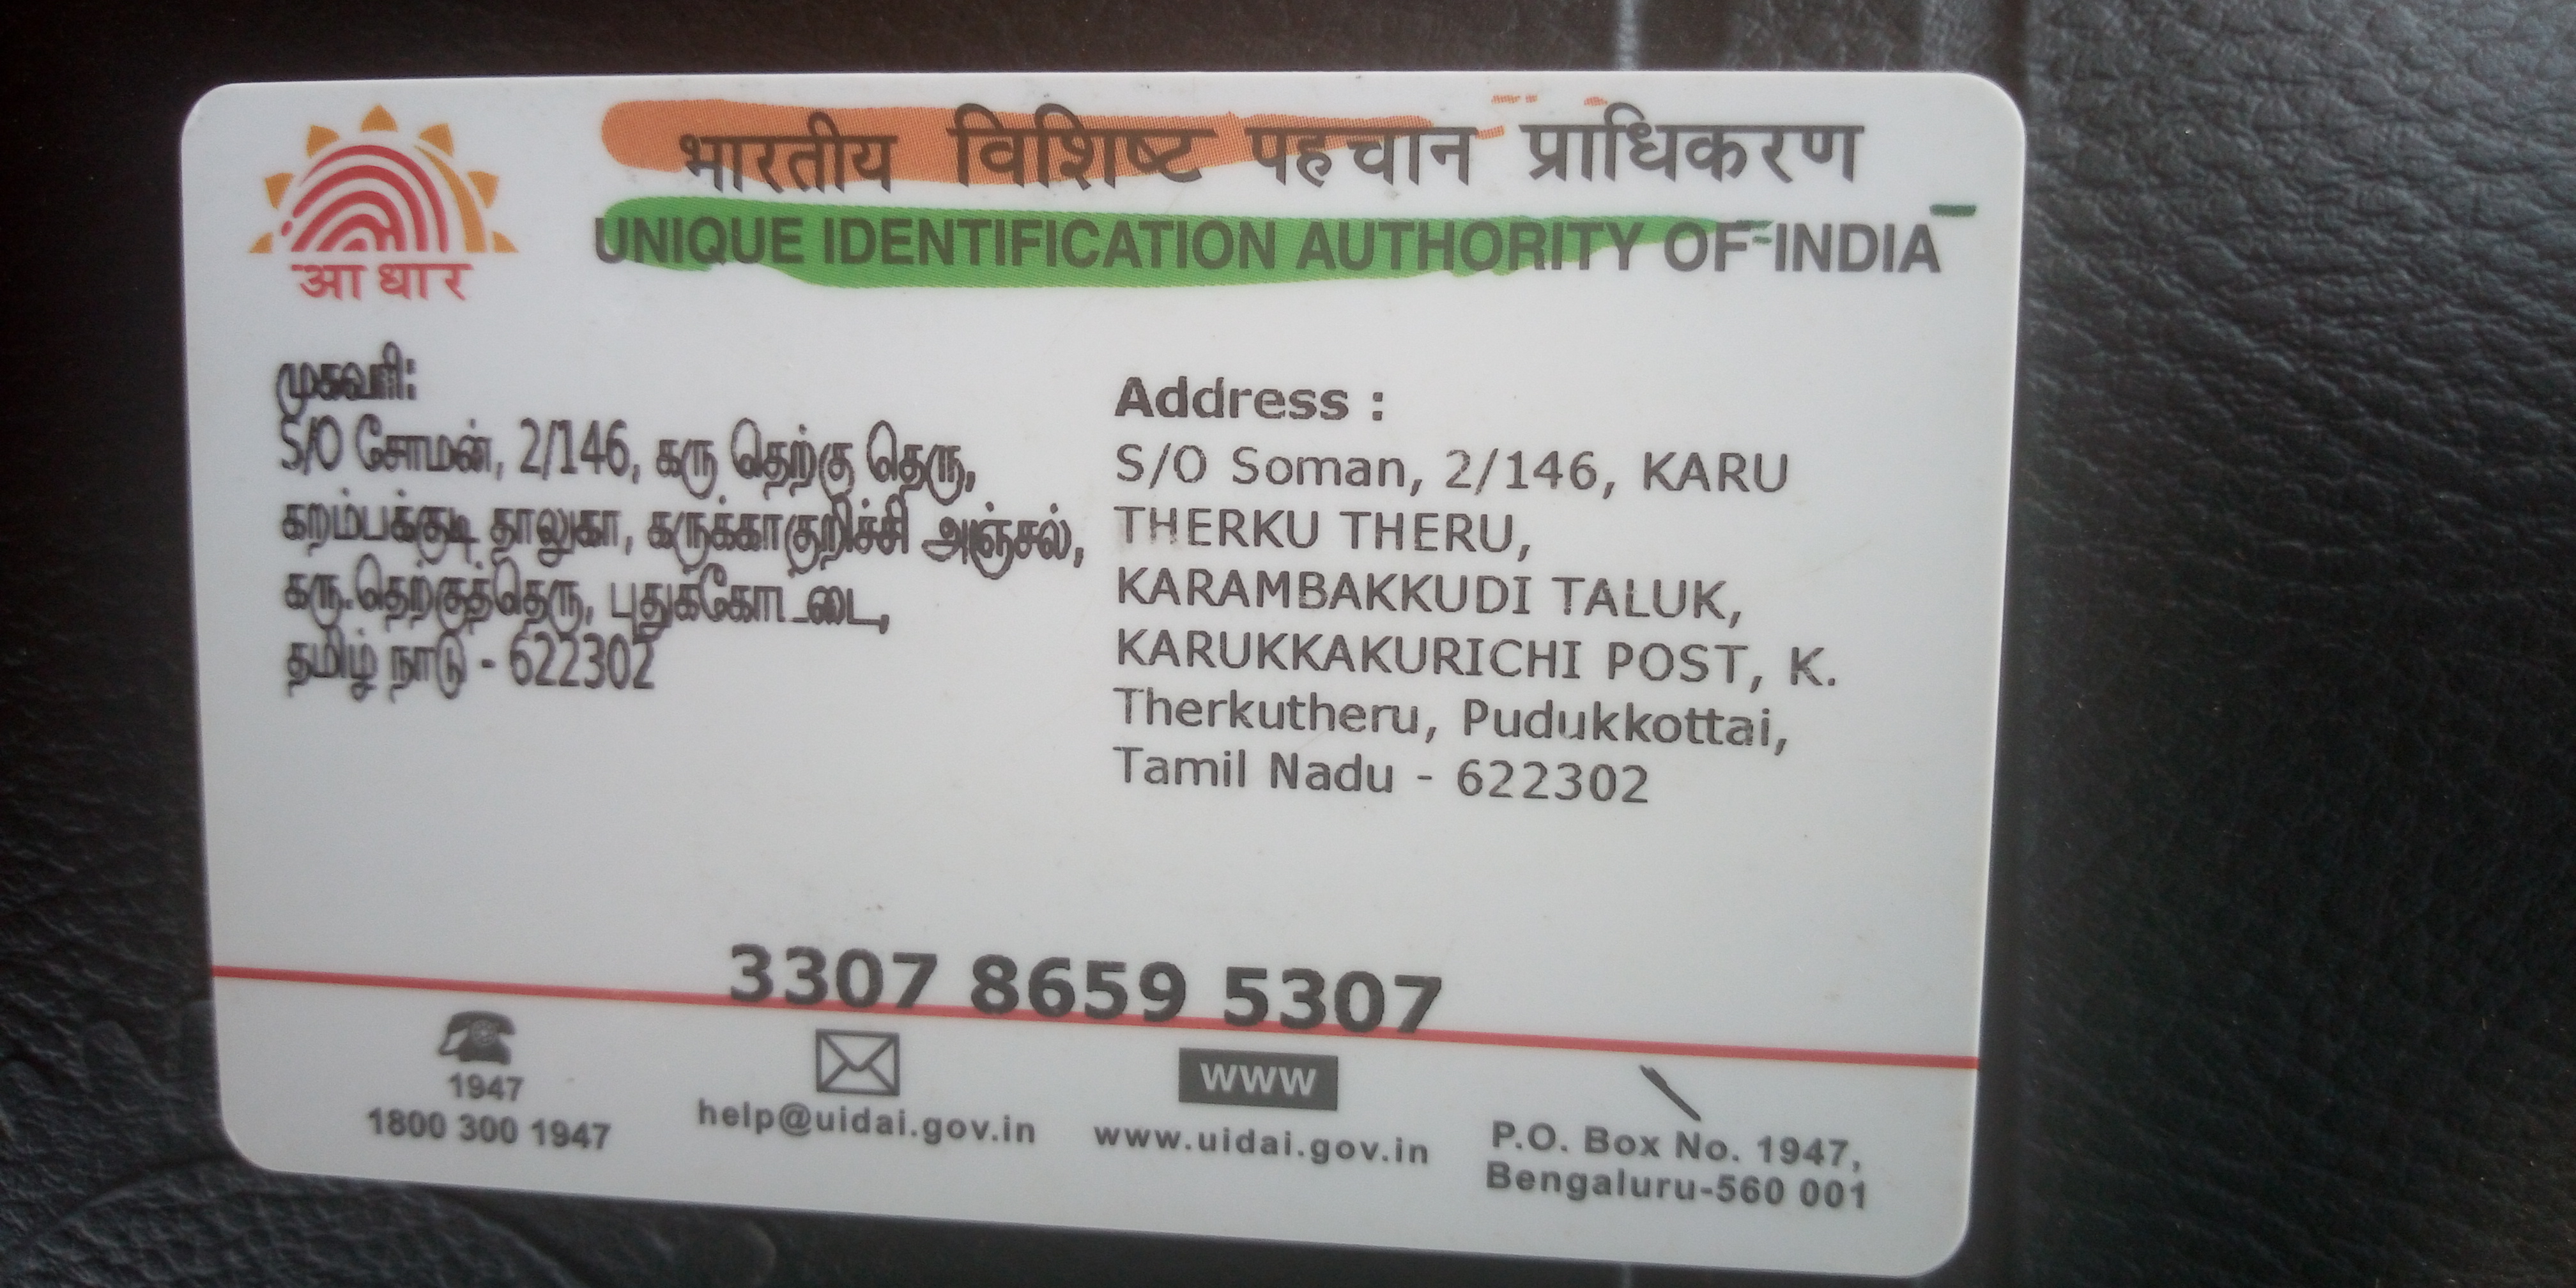 आधार
भारतीय विशिष्ट पहचान प्राधिकरण
UNIQUE IDENTIFICATION AUTHORITY OF INDIA
முகவரி:
S/O சோமன், 2/146, கரு தெற்கு தெரு,
கறம்பக்குடி தாலுகா, கருக்காகுறிச்சி அஞ்சல்,
கரு.தெற்குத்தெரு, புதுக்கோட்டை,
தமிழ் நாடு - 622302
Address :
S/O Soman, 2/146, KARU
THERKU THERU,
KARAMBAKKUDI TALUK,
KARUKKAKURICHI POST, K.
Therkutheru, Pudukkottai,
Tamil Nadu - 622302
3307 8659 5307
1947
1800 300 1947
help@uidai.gov.in
www
www.uidai.gov.in
P.O. Box No. 1947,
Bengaluru-560 001